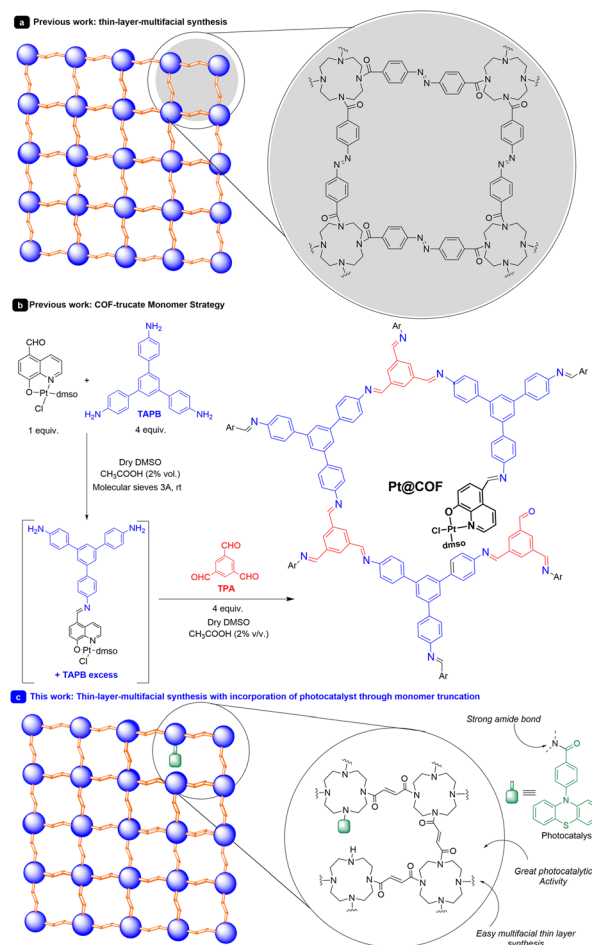 a Previous work: thin-layer-multifacial synthesis
N N N N O N N O N N N N
O O
N N N N
N N
O O
N N N N O N N O N N N N
b Previous work: COF-trucate Monomer Strategy
CHO
N
O Pt dmso
Cl
1 equiv.
+
NH2
H2N NH2
TAPB
4 equiv.
Dry DMSO
CH3COOH (2% vol.)
Molecular sieves 3A, rt
H2N NH2
N
N
O Pt dmso
Cl
+ TAPB excess
CHO
OHC CHO
TPA
4 equiv.
Dry DMSO
CH3COOH (2% v/v.)
Ar
N
N N
N Ar
Ar N
N
Pt@COF
N
O
Cl Pt N
dmso
O
N N
N N
Ar Ar
N
Ar
c This work: Thin-layer-multifacial synthesis with incorporation of photocatalyst through monomer truncation
Strong amide bond
N O
N
S
Photocatalyst
N N N N O O N N N N
O
H
N N N N O O N N N N
O
Great photocatalytic
Activity
Easy multifacial thin layer
synthesis